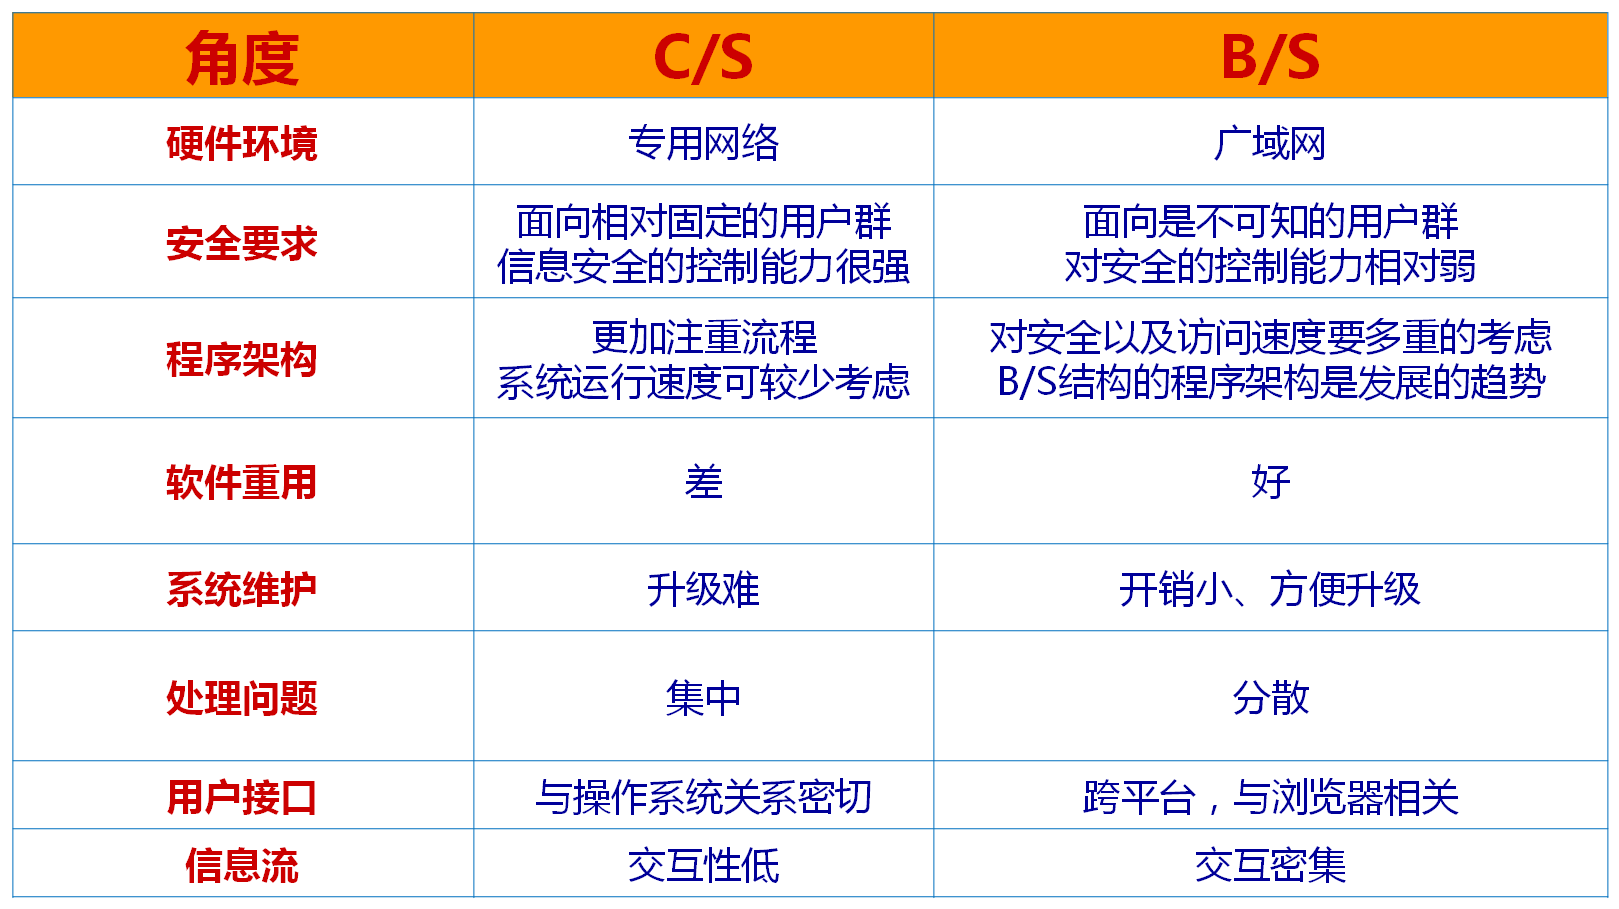 角度 C/S B/S
硬件环境 专用网络 广域网
安全要求 面向相对固定的用户群 面向是不可知的用户群
信息安全的控制能力很强 对安全的控制能力相对弱
程序架构 更加注重流程 对安全以及访问速度要多重的考虑
系统运行速度可较少考虑 B/S结构的程序架构是发展的趋势
软件重用 差 好
系统维护 升级难 开销小、方便升级
处理问题 集中 分散
用户接口 与操作系统关系密切 跨平台，与浏览器相关
信息流 交互性低 交互密集